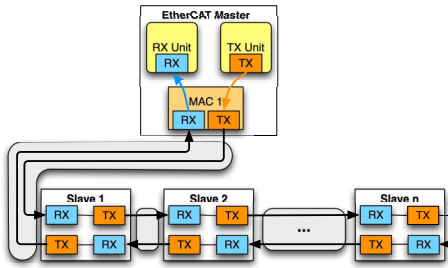 EtherCAT Master
RX Unit TX Unit
RX TX
MAC 1
RX TX
Slave 1 Slave 2 Slave n
RX TX RX TX ... RX TX
TX RX TX RX TX RX